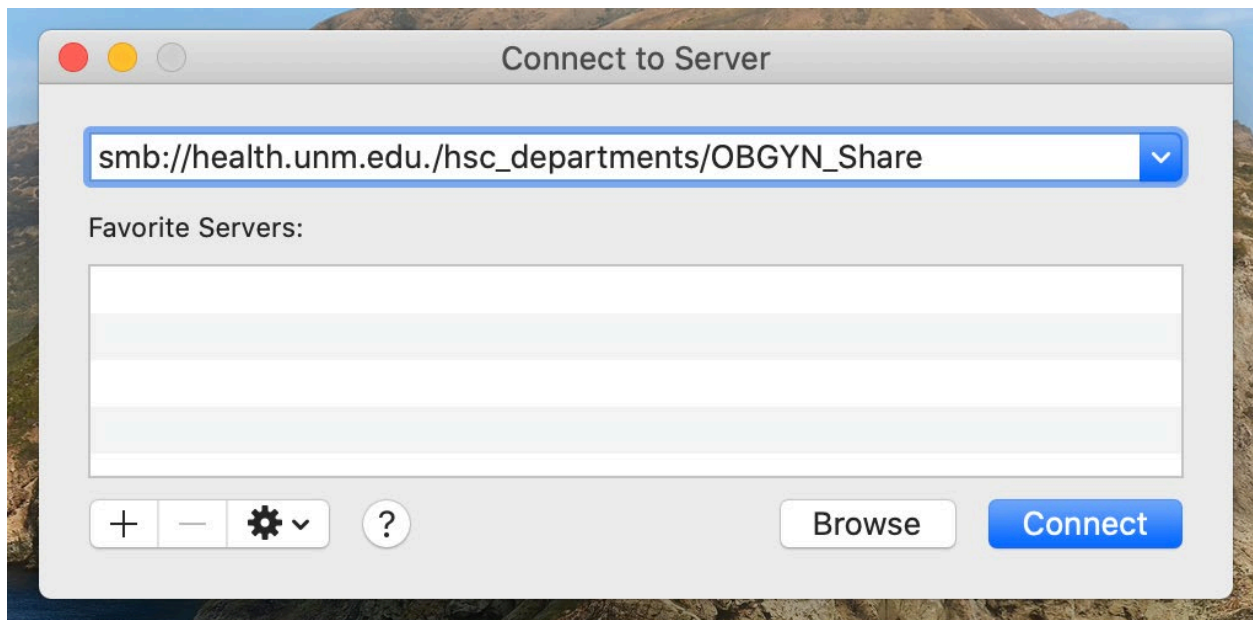 Connect to Server
smb://health.unm.edu./hsc_departments/OBGYN_Share
Favorite Servers:
+ − ? Browse Connect